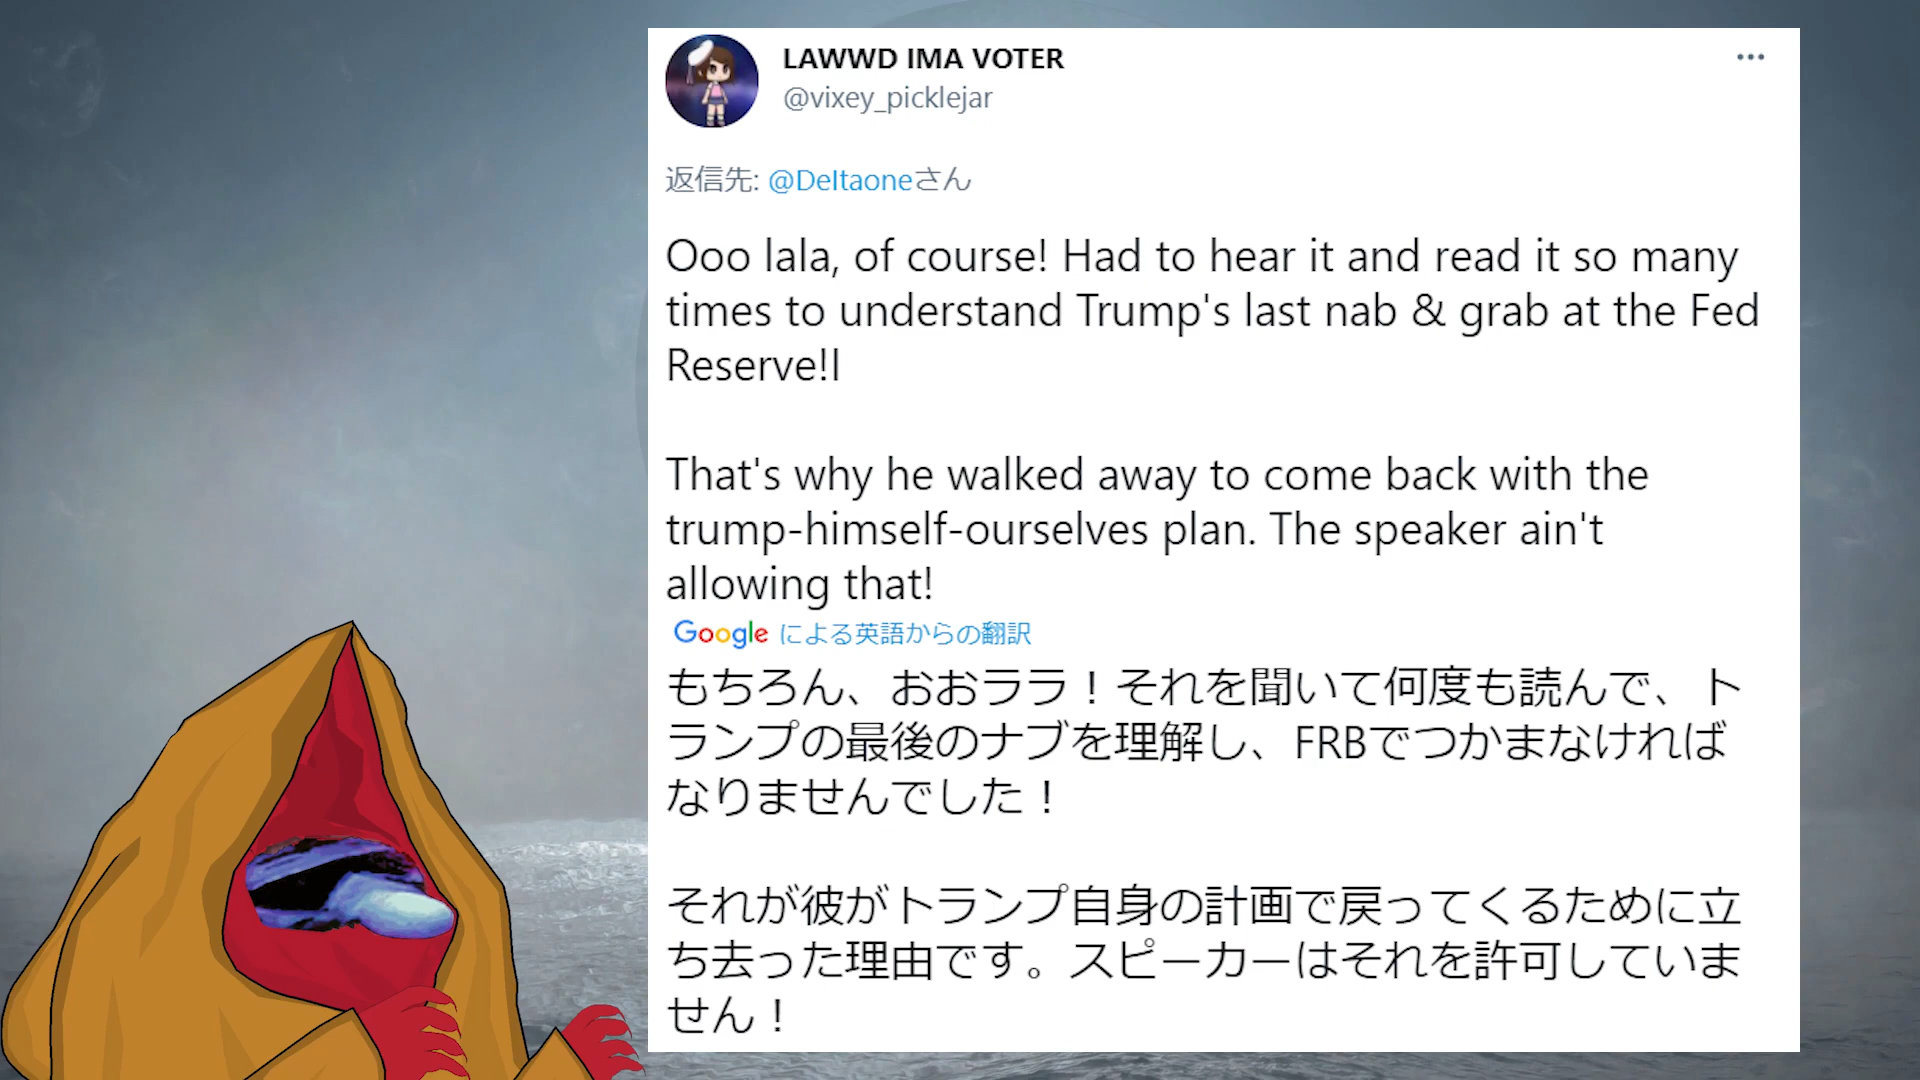 LAWWD IMA VOTER
@vixey_picklejar
返信先: @DeItaoneさん
Ooo lala, of course! Had to hear it and read it so many
times to understand Trump's last nab & grab at the Fed
Reserve!l
That's why he walked away to come back with the
trump-himself-ourselves plan. The speaker ain't
allowing that!
Google による英語からの翻訳
もちろん、おおララ！それを聞いて何度も読んで、ト
ランプの最後のナブを理解し、FRBでつかまなければ
なりませんでした！
それが彼がトランプ自身の計画で戻ってくるために立
ち去った理由です。スピーカーはそれを許可していま
せん！